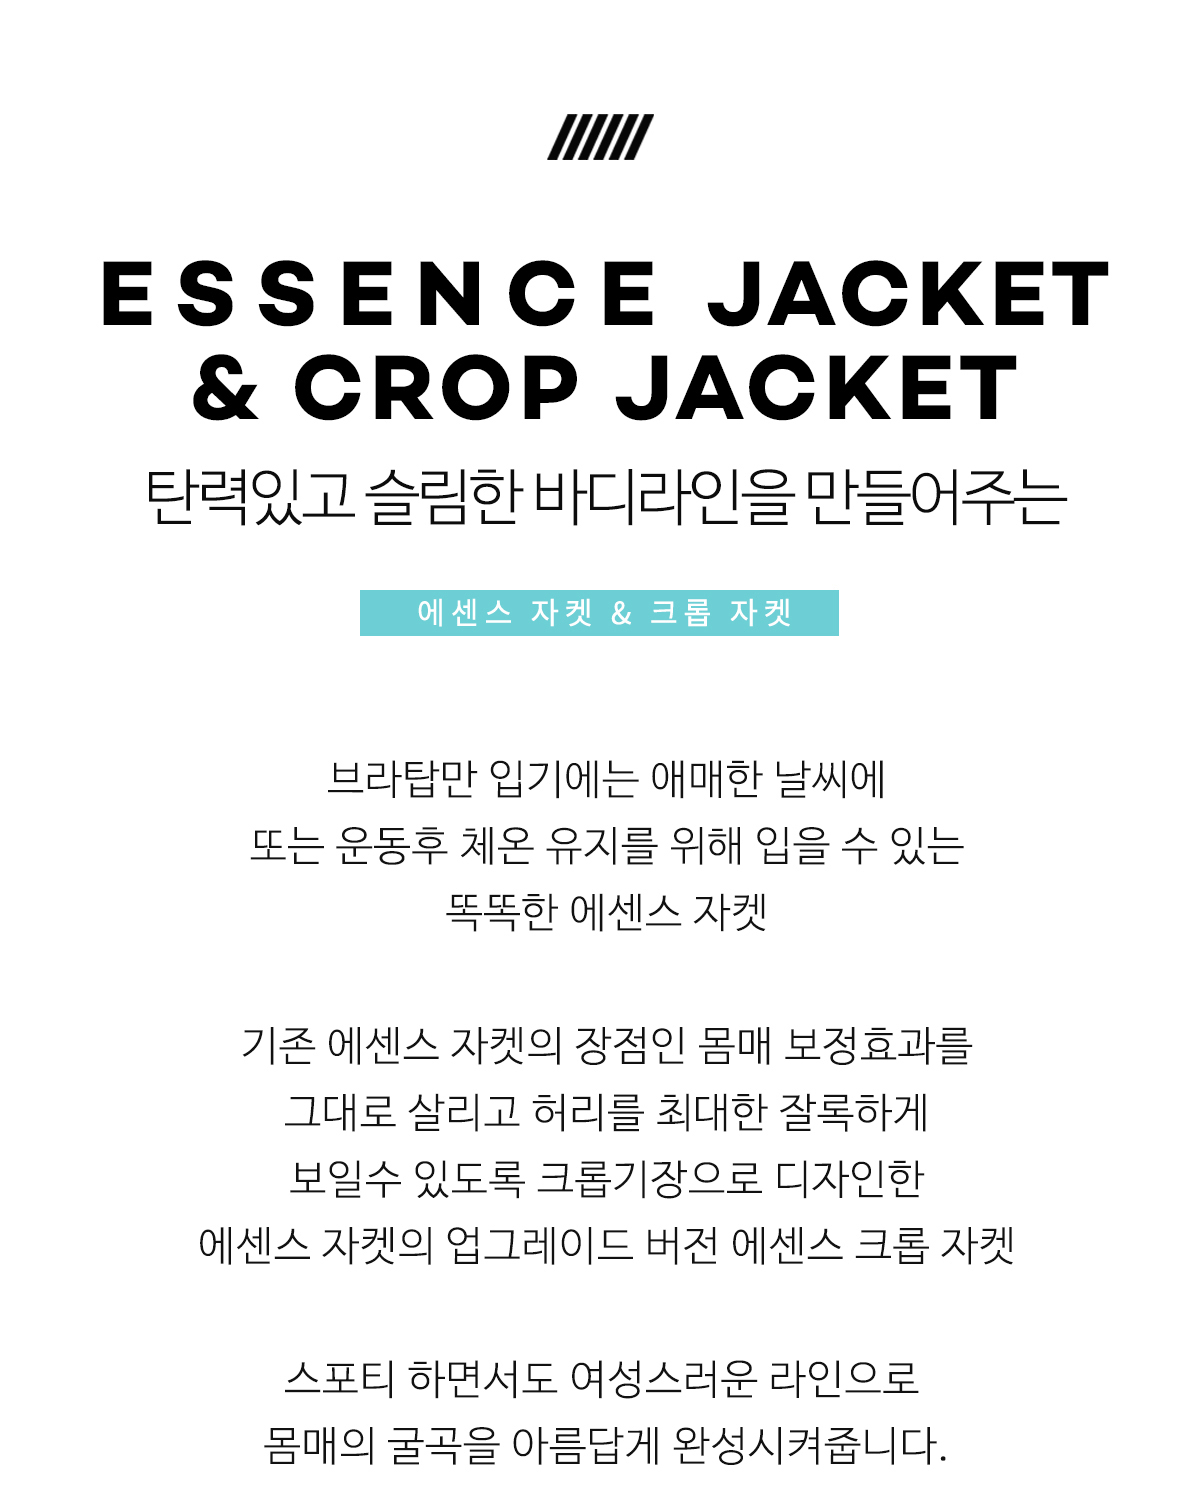 ESSENCE JACKET
& CROP JACKET
탄력있고 슬림한 바디라인을 만들어주는
에센스 자켓 & 크롭 자켓
브라탑만 입기에는 애매한 날씨에
또는 운동후 체온 유지를 위해 입을 수 있는
똑똑한 에센스 자켓
기존 에센스 자켓의 장점인 몸매 보정효과를
그대로 살리고 허리를 최대한 잘록하게
보일수 있도록 크롭기장으로 디자인한
에센스 자켓의 업그레이드 버전 에센스 크롭 자켓
스포티 하면서도 여성스러운 라인으로
몸매의 굴곡을 아름답게 완성시켜줍니다.